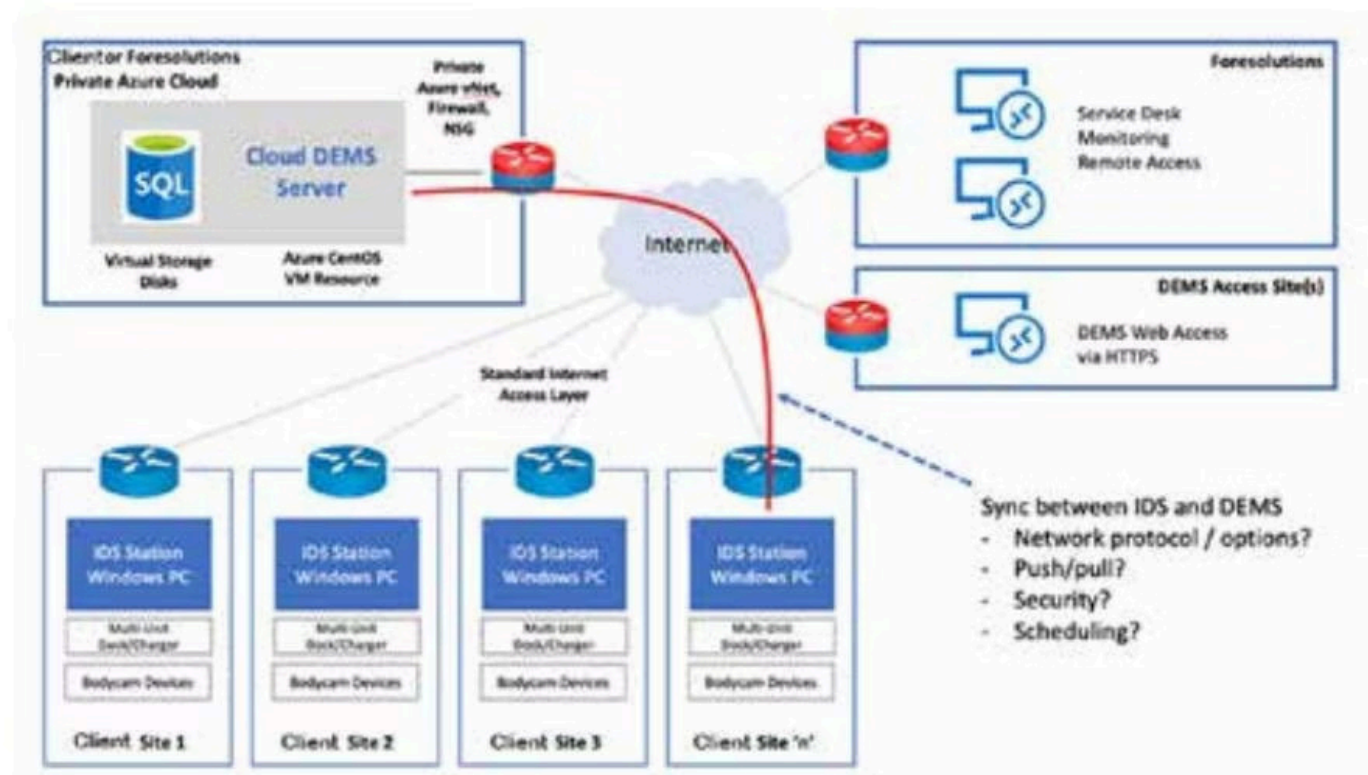 Clientor Foresolutions
Private Azure Cloud
Private
Azure vNet,
Firewall,
NSG
SQL
Cloud DEMS
Server
Virtual Storage
Disks
Azure CentOS
VM Resource
Internet
Foresolutions
Service Desk
Monitoring
Remote Access
DEMS Access Site(s)
DEMS Web Access
via HTTPS
Standard Internet
Access Layer
Sync between IDS and DEMS
- Network protocol / options?
- Push/pull?
- Security?
- Scheduling?
IDS Station
Windows PC
Multi-Unit
Dock/Charger
Bodycam Devices
Client Site 1
IDS Station
Windows PC
Multi-Unit
Dock/Charger
Bodycam Devices
Client Site 2
IDS Station
Windows PC
Multi-Unit
Dock/Charger
Bodycam Devices
Client Site 3
IDS Station
Windows PC
Multi-Unit
Dock/Charger
Bodycam Devices
Client Site 'n'